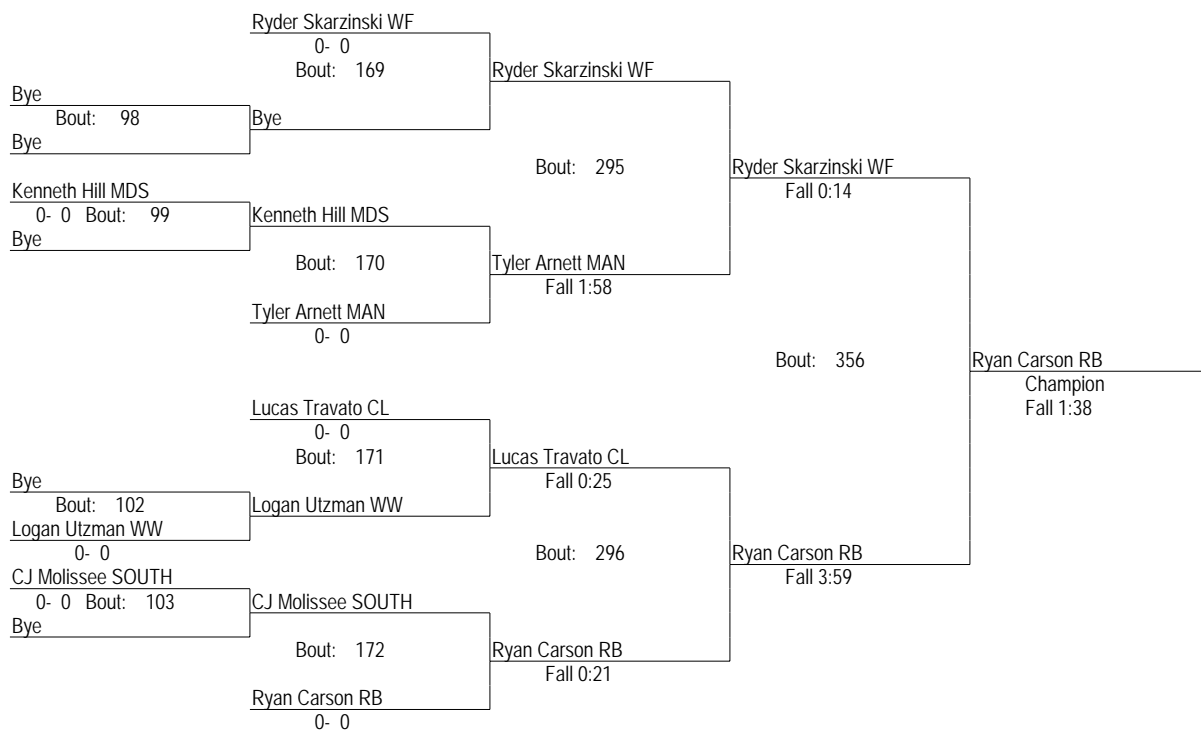 Ryder Skarzinski WF
0- 0
Bout: 169
Ryder Skarzinski WF
Bye
Bout: 98
Bye
Bye
Bout: 295
Ryder Skarzinski WF
Fall 0:14
Kenneth Hill MDS
0- 0 Bout: 99
Kenneth Hill MDS
Bye
Bout: 170
Tyler Arnett MAN
Fall 1:58
Tyler Arnett MAN
0- 0
Bout: 356
Ryan Carson RB
Champion
Fall 1:38
Lucas Travato CL
0- 0
Bout: 171
Lucas Travato CL
Fall 0:25
Bye
Bout: 102
Logan Utzman WW
Logan Utzman WW
0- 0
Bout: 296
Ryan Carson RB
Fall 3:59
CJ Molissee SOUTH
0- 0 Bout: 103
CJ Molissee SOUTH
Bye
Bout: 172
Ryan Carson RB
Fall 0:21
Ryan Carson RB
0- 0